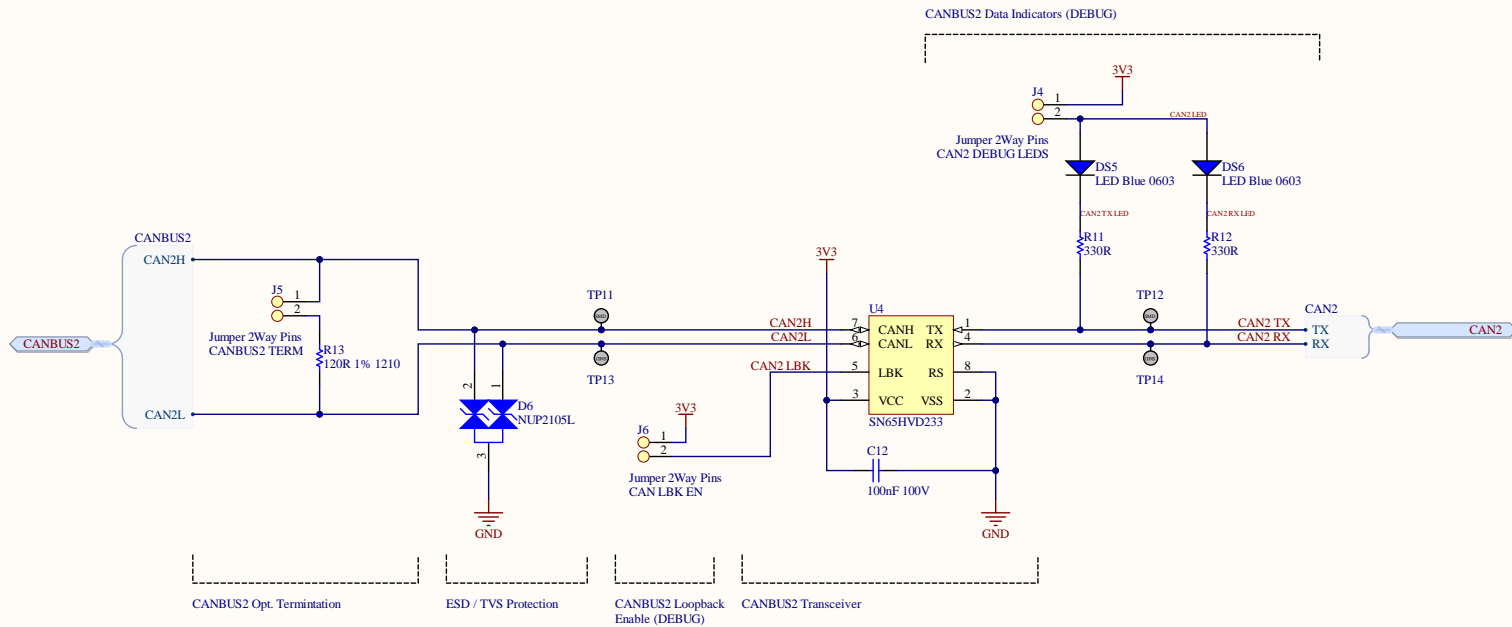 CANBUS2 Data Indicators (DEBUG)
3V3
J4
1
2
CAN2 LED
Jumper 2Way Pins
CAN2 DEBUG LEDS
DS5
LED Blue 0603
DS6
LED Blue 0603
CAN2 TX LED
CAN2 RX LED
R11
330R
R12
330R
CANBUS2
CAN2H
CAN2L
CANBUS2
J5
1
2
Jumper 2Way Pins
CANBUS2 TERM
R13
120R 1% 1210
TP11
TP13
2
1
D6
NUP2105L
3
GND
3V3
J6
1
2
Jumper 2Way Pins
CAN LBK EN
3V3
CAN2H
CAN2L
CAN2 LBK
U4
7
CANH
TX
1
6
CANL
RX
4
5
LBK
RS
8
3
VCC
VSS
2
SN65HVD233
C12
100nF 100V
GND
TP12
TP14
CAN2 TX
CAN2 RX
CAN2
TX
RX
CAN2
CANBUS2 Opt. Termintation
ESD / TVS Protection
CANBUS2 Loopback
Enable (DEBUG)
CANBUS2 Transceiver